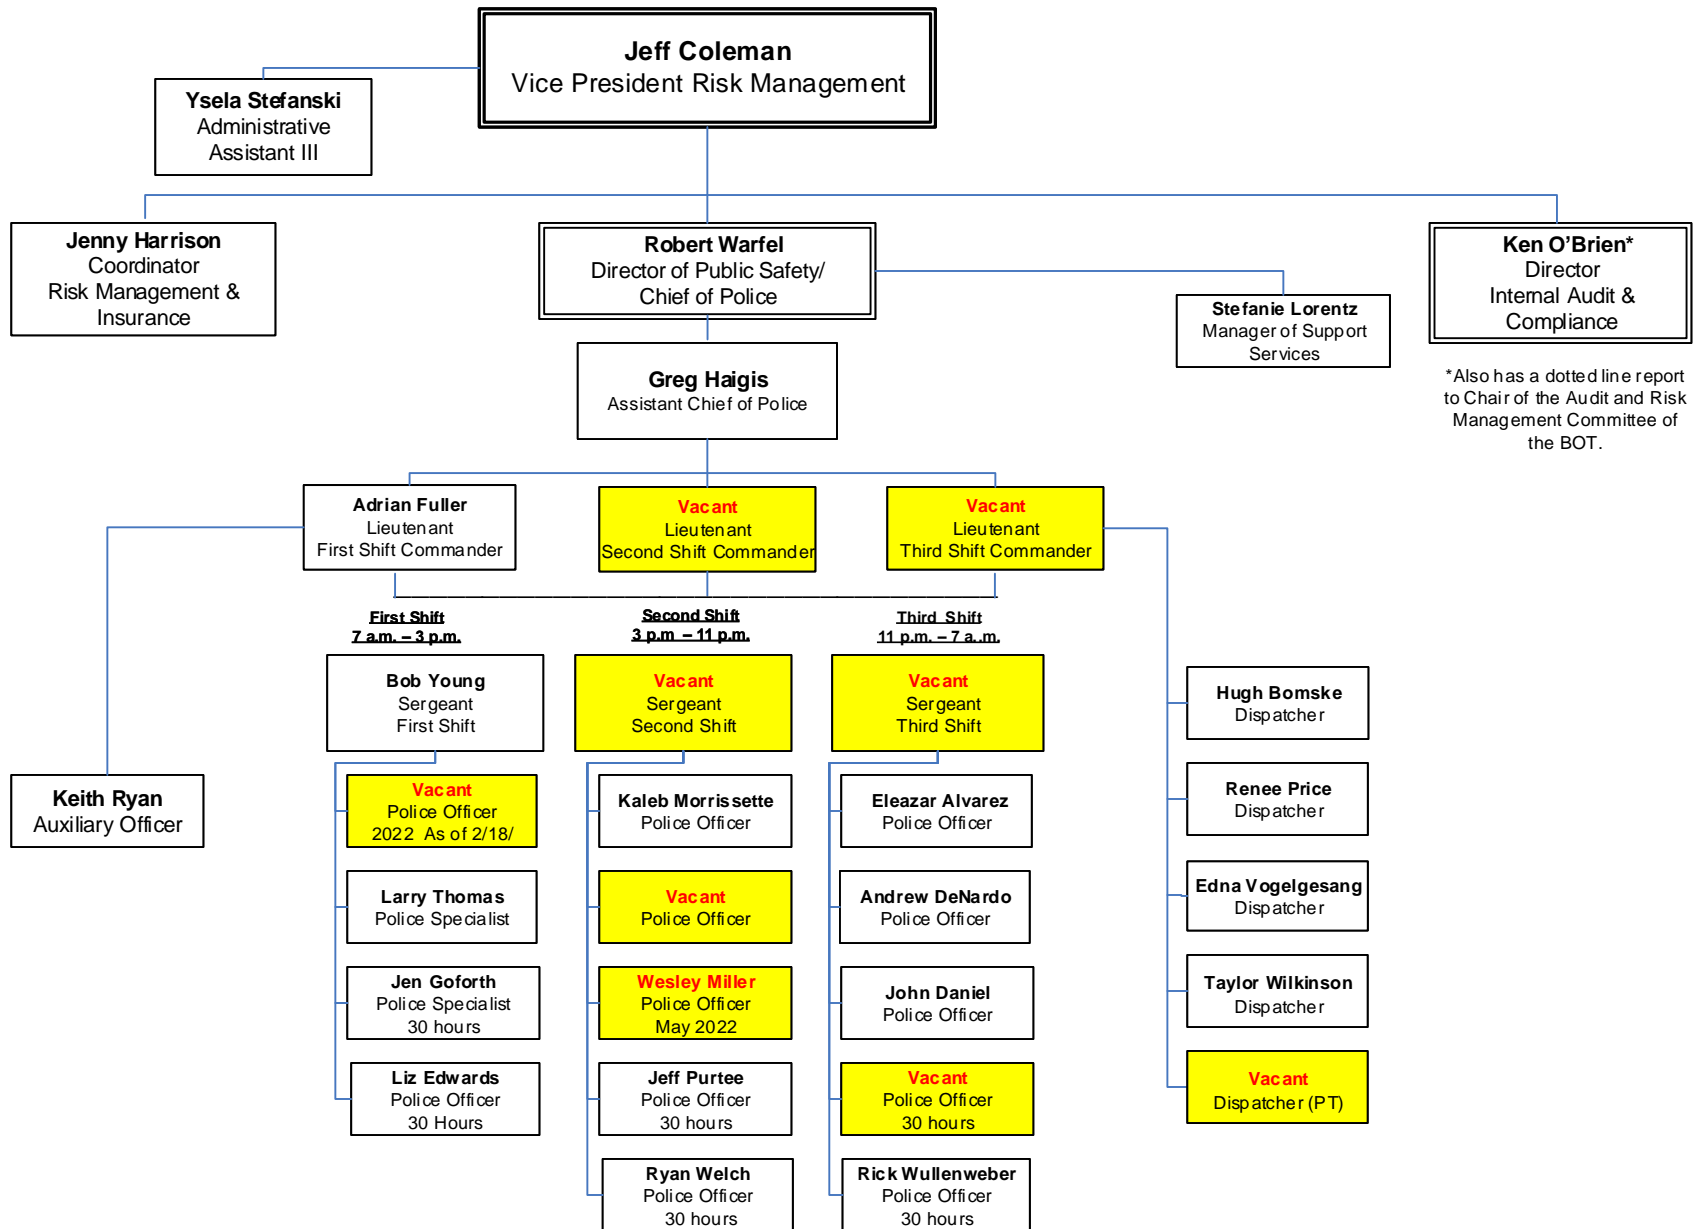 Jeff Coleman
Vice President Risk Management
Ysela Stefanski
Administrative
Assistant III
Jenny Harrison
Coordinator
Risk Management &
Insurance
Robert Warfel
Director of Public Safety/
Chief of Police
Ken O'Brien*
Director
Internal Audit &
Compliance
Stefanie Lorentz
Manager of Support
Services
*Also has a dotted line report
to Chair of the Audit and Risk
Management Committee of
the BOT.
Greg Haigis
Assistant Chief of Police
Adrian Fuller
Lieutenant
First Shift Commander
Vacant
Lieutenant
Second Shift Commander
Vacant
Lieutenant
Third Shift Commander
First Shift
7 a.m. – 3 p.m.
Second Shift
3 p.m – 11 p.m.
Third Shift
11 p.m. – 7 a..m.
Bob Young
Sergeant
First Shift
Vacant
Sergeant
Second Shift
Vacant
Sergeant
Third Shift
Keith Ryan
Auxiliary Officer
Vacant
Police Officer
2022 As of 2/18/
Larry Thomas
Police Specialist
Jen Goforth
Police Specialist
30 hours
Liz Edwards
Police Officer
30 Hours
Kaleb Morrissette
Police Officer
Vacant
Police Officer
Wesley Miller
Police Officer
May 2022
Jeff Purtee
Police Officer
30 hours
Ryan Welch
Police Officer
30 hours
Eleazar Alvarez
Police Officer
Andrew DeNardo
Police Officer
John Daniel
Police Officer
Vacant
Police Officer
30 hours
Rick Wullenweber
Police Officer
30 hours
Hugh Bomske
Dispatcher
Renee Price
Dispatcher
Edna Vogelgesang
Dispatcher
Taylor Wilkinson
Dispatcher
Vacant
Dispatcher (PT)